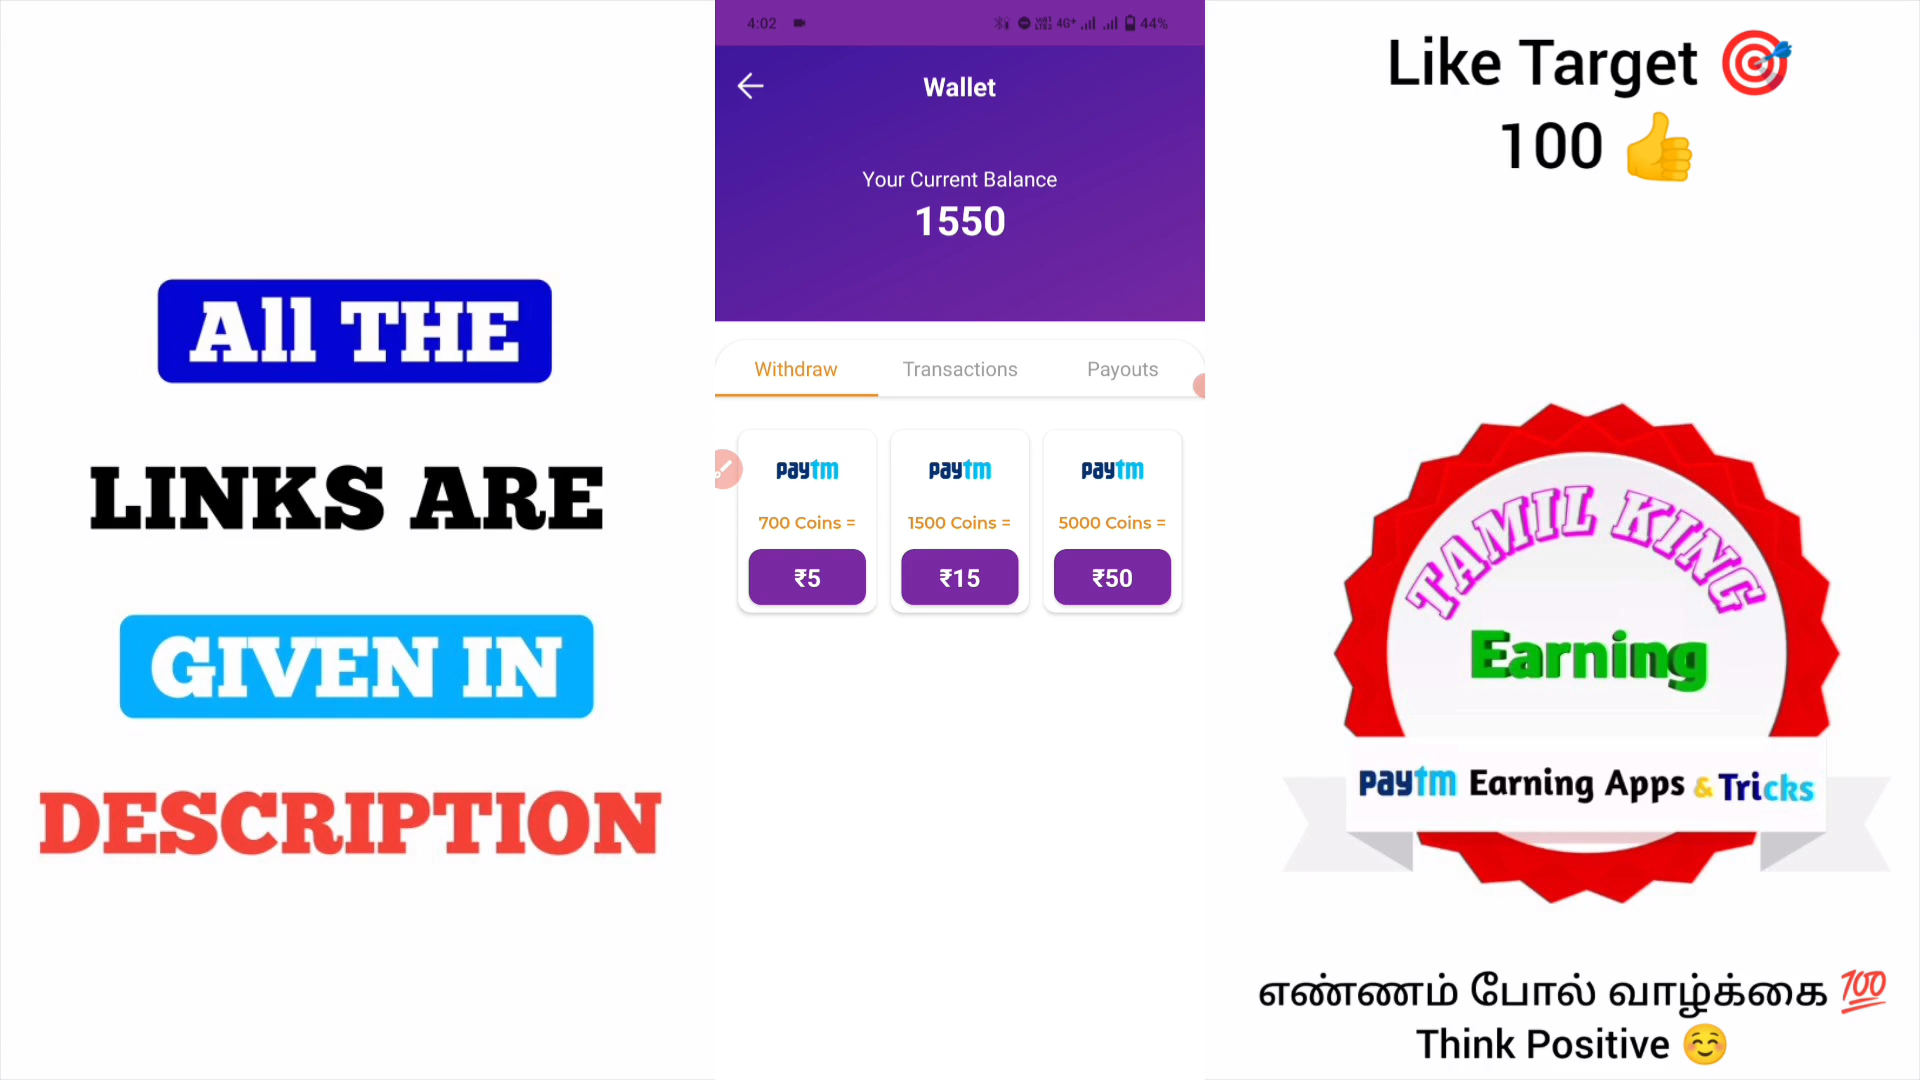 All THE
LINKS ARE
GIVEN IN
DESCRIPTION
4:02
4G+
44%
Wallet
Your Current Balance
1550
Withdraw
Transactions
Payouts
paytm
700 Coins =
₹5
paytm
1500 Coins =
₹15
paytm
5000 Coins =
₹50
Like Target 🎯
100 👍
TAMIL KING
Earning
paytm Earning Apps & Tricks
எண்ணம் போல் வாழ்க்கை 💯
Think Positive ☺️